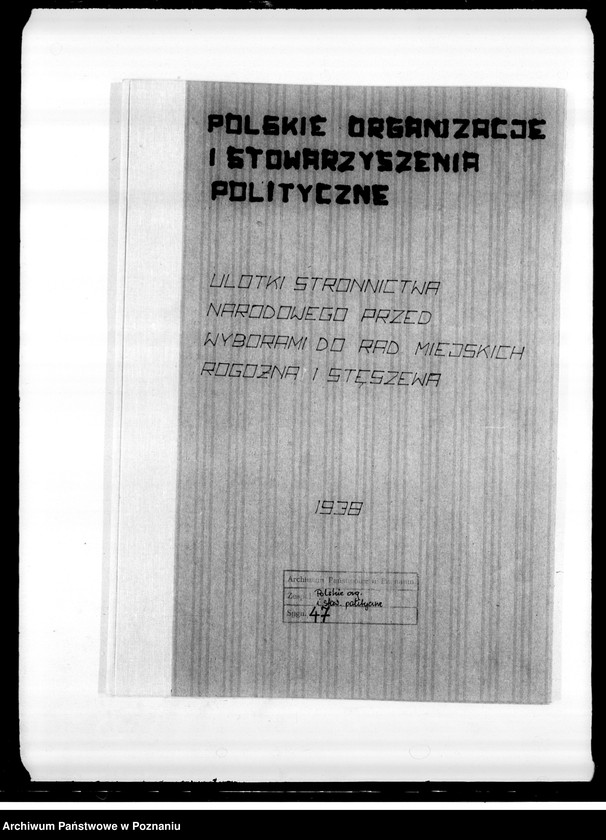 POLSKIE ORGANIZACJE
I STOWARZYSZENIA
POLITYCZNE
ULOTKI STRONNICTWA
NARODOWEGO PRZED
WYBORAMI DO RAD MIEJSKICH
ROGOŹNA I STĘSZEWA
1938
Archiwum Państwowe w Poznaniu
Zesp. Polskie org.
i stow. polityczne
Sygn. 47
Archiwum Państwowe w Poznaniu